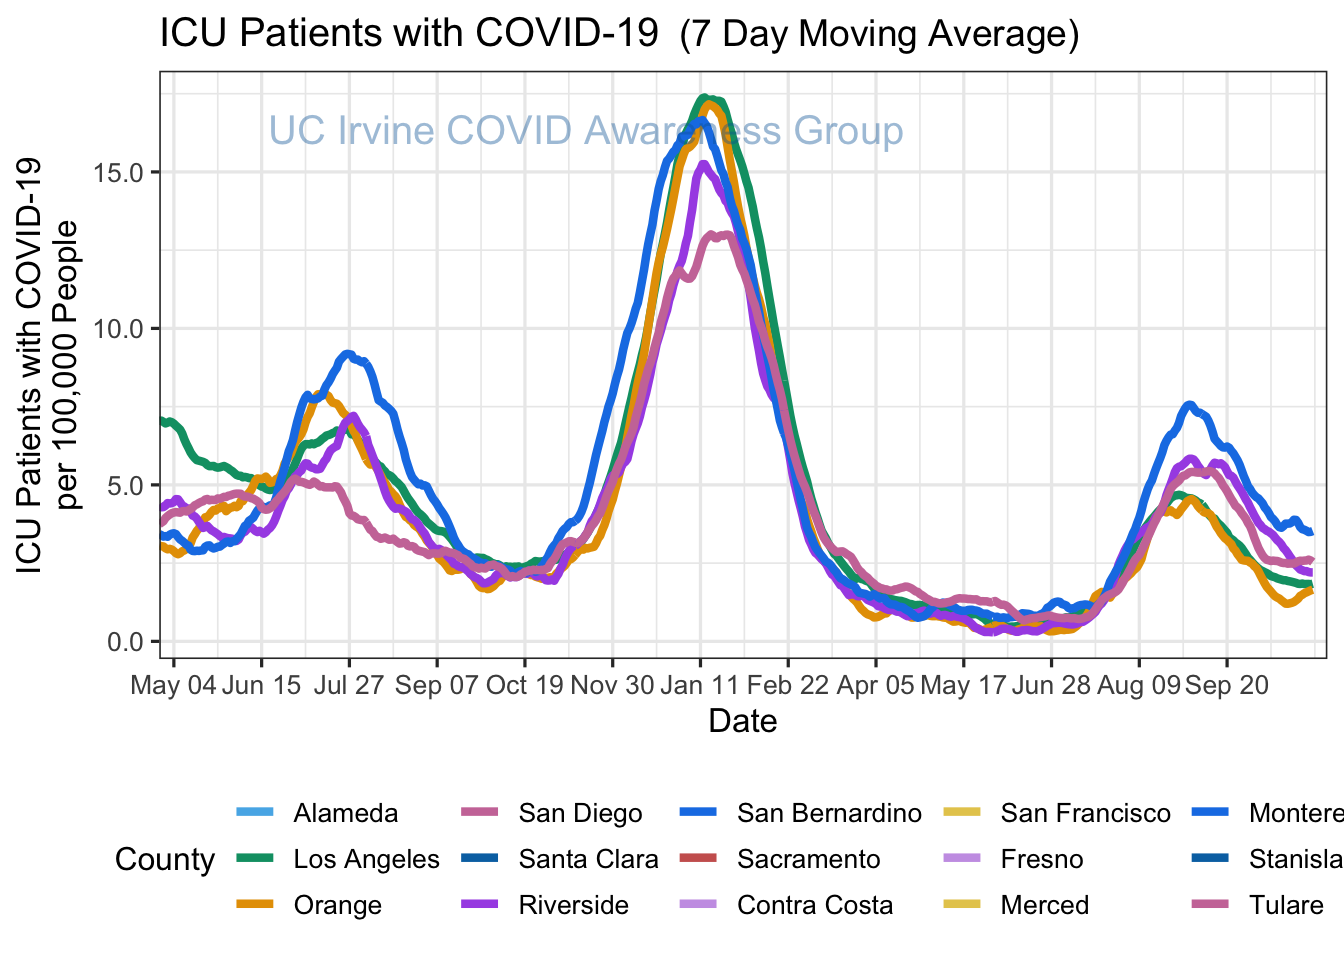 ICU Patients with COVID-19 (7 Day Moving Average)
UC Irvine COVID Awareness Group
ICU Patients with COVID-19
per 100,000 People
15.0
10.0
5.0
0.0
May 04 Jun 15 Jul 27 Sep 07 Oct 19 Nov 30 Jan 11 Feb 22 Apr 05 May 17 Jun 28 Aug 09 Sep 20
Date
Alameda San Diego San Bernardino San Francisco Montere
County Los Angeles Santa Clara Sacramento Fresno Stanisla
Orange Riverside Contra Costa Merced Tulare